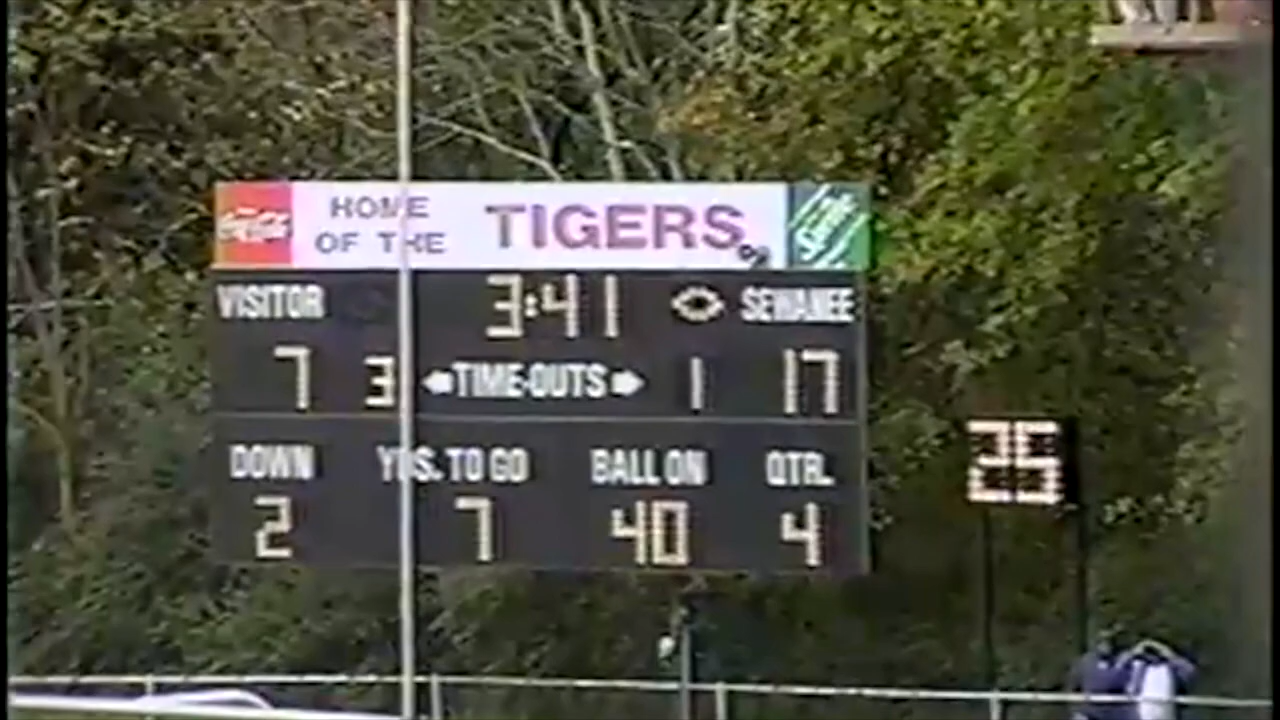 Coca-Cola
HOME
OF THE
TIGERS
VISITOR 3:41 SEWANEE
7 3 TIME-OUTS 1 17
DOWN YDS. TO GO BALL ON QTR.
2 7 40 4
25